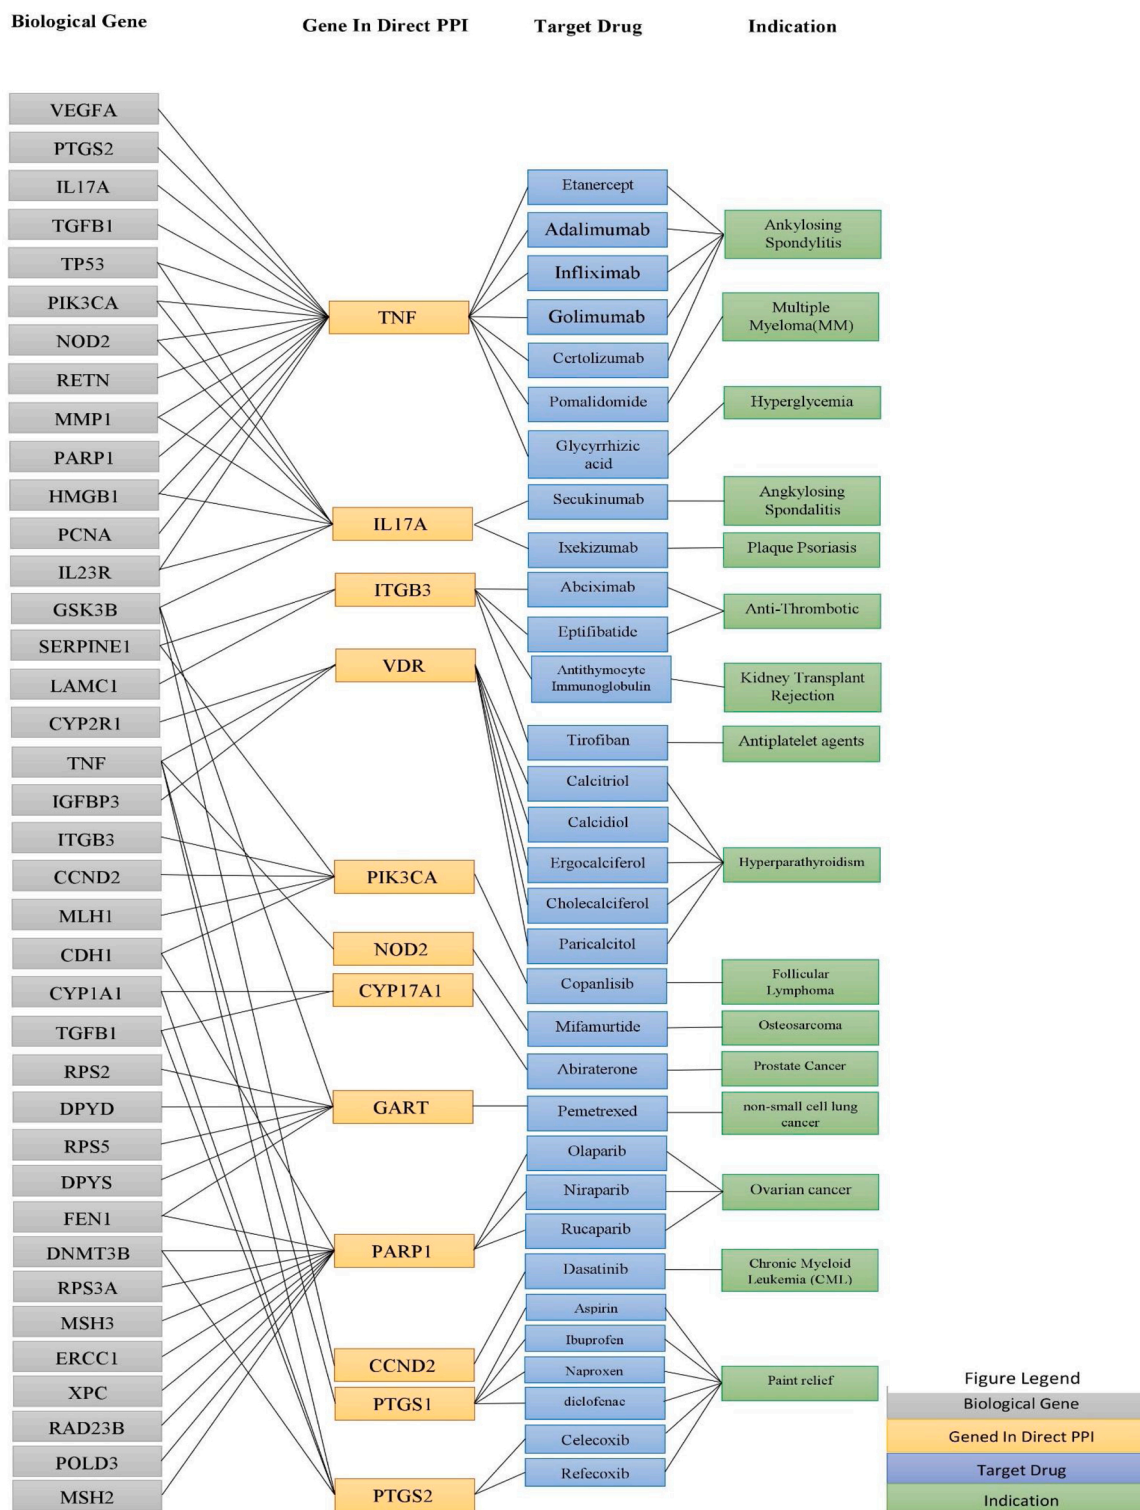 Biological Gene
Gene In Direct PPI
Target Drug
Indication
VEGFA
PTGS2
IL17A
TGFB1
TP53
PIK3CA
NOD2
RETN
MMP1
PARP1
HMGB1
PCNA
IL23R
GSK3B
SERPINE1
LAMC1
CYP2R1
TNF
IGFBP3
ITGB3
CCND2
MLH1
CDH1
CYP1A1
TGFB1
RPS2
DPYD
RPS5
DPYS
FEN1
DNMT3B
RPS3A
MSH3
ERCC1
XPC
RAD23B
POLD3
MSH2
TNF
IL17A
ITGB3
VDR
PIK3CA
NOD2
CYP17A1
GART
PARP1
CCND2
PTGS1
PTGS2
Etanercept
Adalimumab
Infliximab
Golimumab
Certolizumab
Pomalidomide
Glycyrrhizic
acid
Secukinumab
Ixekizumab
Abciximab
Eptifibatide
Antithymocyte
Immunoglobulin
Tirofiban
Calcitriol
Calcidiol
Ergocalciferol
Cholecalciferol
Paricalcitol
Copanlisib
Mifamurtide
Abiraterone
Pemetrexed
Olaparib
Niraparib
Rucaparib
Dasatinib
Aspirin
Ibuprofen
Naproxen
diclofenac
Celecoxib
Refecoxib
Ankylosing
Spondylitis
Multiple
Myeloma(MM)
Hyperglycemia
Angkylosing
Spondalitis
Plaque Psoriasis
Anti-Thrombotic
Kidney Transplant
Rejection
Antiplatelet agents
Hyperparathyroidism
Follicular
Lymphoma
Osteosarcoma
Prostate Cancer
non-small cell lung
cancer
Ovarian cancer
Chronic Myeloid
Leukemia (CML)
Paint relief
Figure Legend
Biological Gene
Gened In Direct PPI
Target Drug
Indication